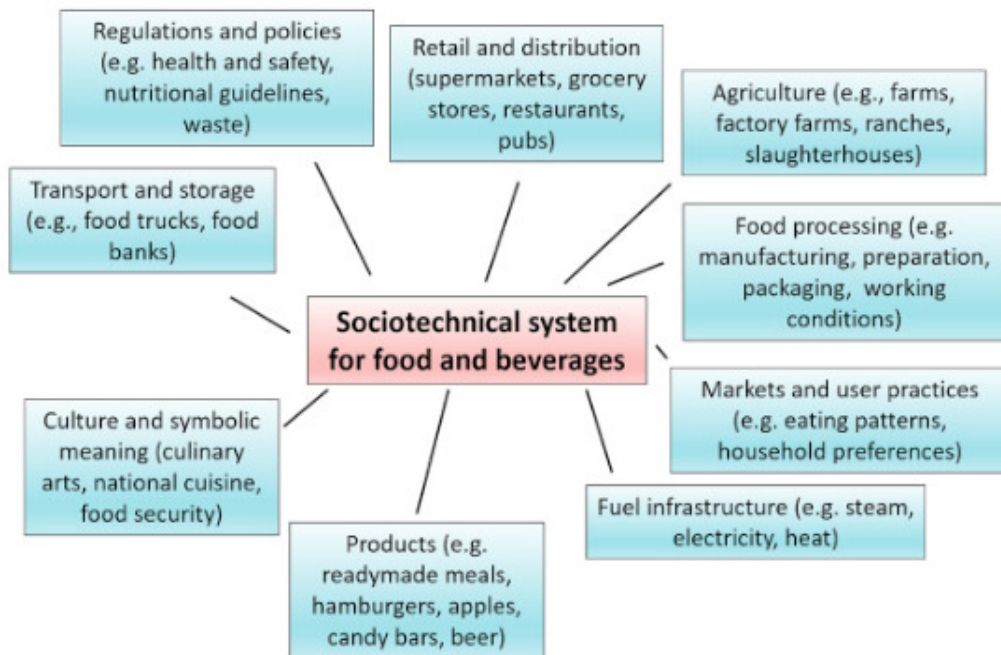 Regulations and policies
(e.g. health and safety,
nutritional guidelines,
waste)
Retail and distribution
(supermarkets, grocery
stores, restaurants,
pubs)
Agriculture (e.g., farms,
factory farms, ranches,
slaughterhouses)
Transport and storage
(e.g., food trucks, food
banks)
Food processing (e.g.
manufacturing, preparation,
packaging, working
conditions)
Sociotechnical system
for food and beverages
Markets and user practices
(e.g. eating patterns,
household preferences)
Culture and symbolic
meaning (culinary
arts, national cuisine,
food security)
Fuel infrastructure (e.g. steam,
electricity, heat)
Products (e.g.
readymade meals,
hamburgers, apples,
candy bars, beer)